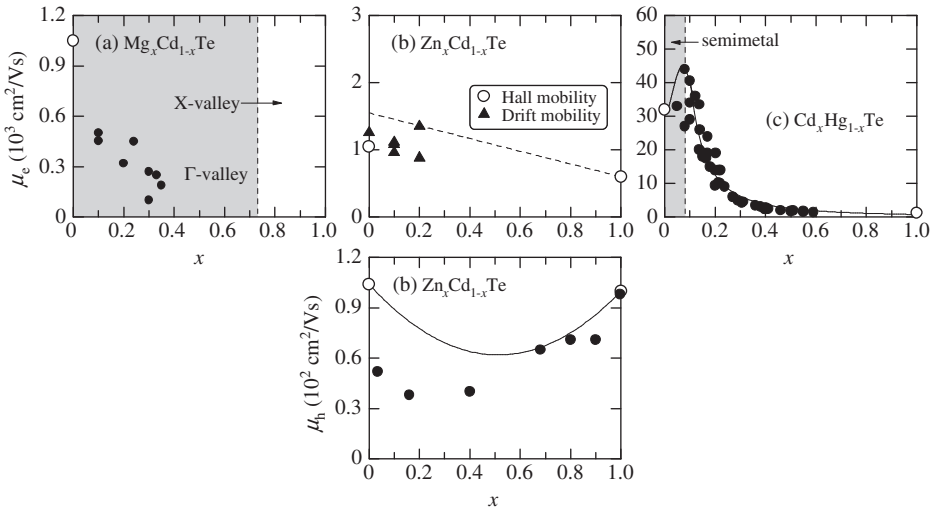 1.2
0.9
0.6
0.3
0
μₑ (10³ cm²/Vs)
(a) MgₓCd₁₋ₓTe
X-valley
Γ-valley
0 0.2 0.4 0.6 0.8 1.0
x
3
2
1
0
(b) ZnₓCd₁₋ₓTe
Hall mobility
Drift mobility
0 0.2 0.4 0.6 0.8 1.0
x
60
50
40
30
20
10
0
semimetal
(c) CdₓHg₁₋ₓTe
0 0.2 0.4 0.6 0.8 1.0
x
1.2
0.9
0.6
0.3
0
μₕ (10² cm²/Vs)
(b) ZnₓCd₁₋ₓTe
0 0.2 0.4 0.6 0.8 1.0
x